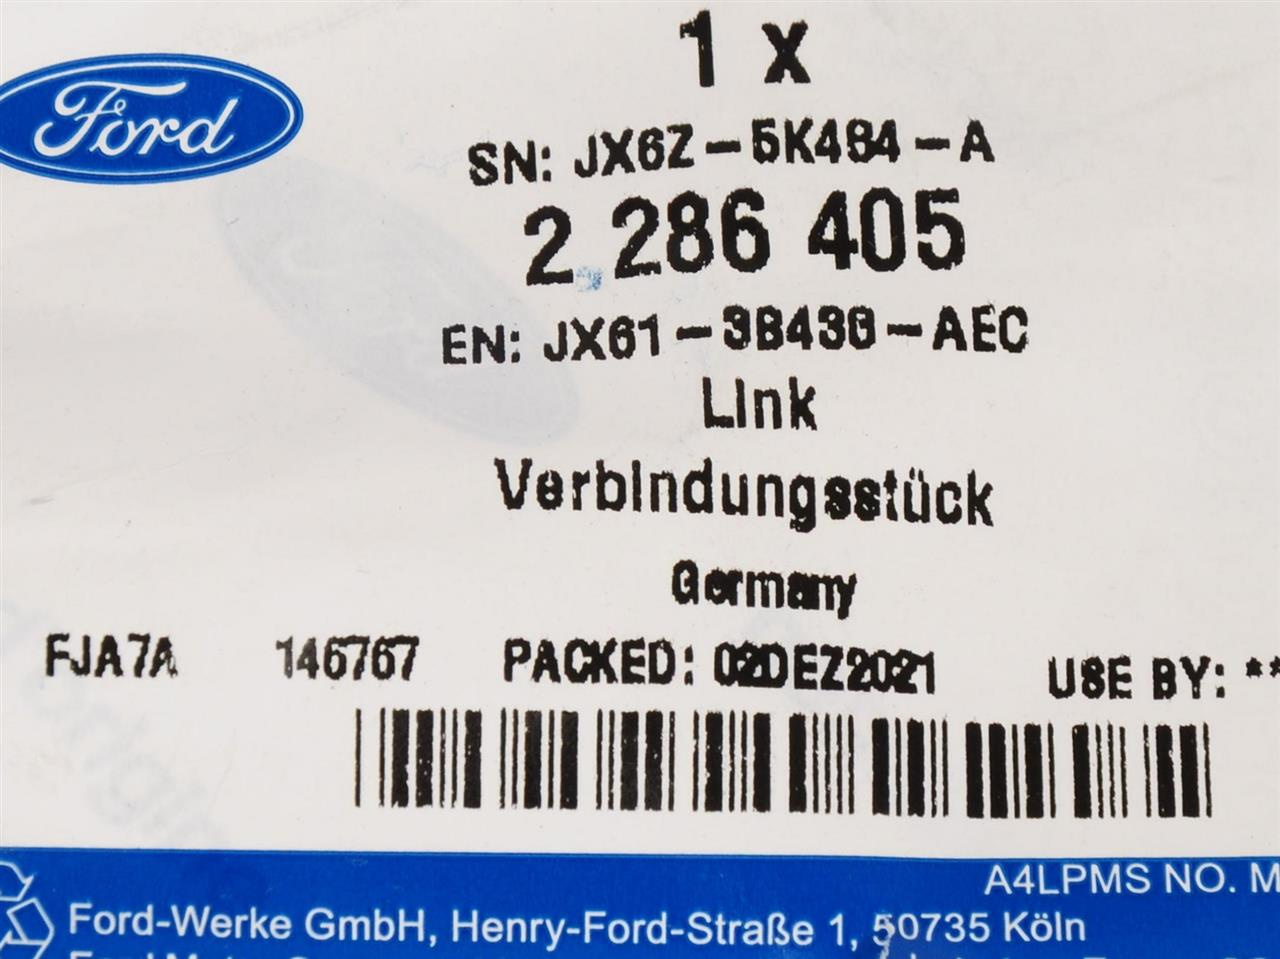 1 x
Ford
SN: JX6Z-5K484-A
2 286 405
EN: JX61-3B438-AEC
Link
Verbindungsstück
Germany
FJA7A 146767 PACKED: 02DEZ2021 USE BY: **
A4LPMS NO. M
Ford-Werke GmbH, Henry-Ford-Straße 1, 50735 Köln